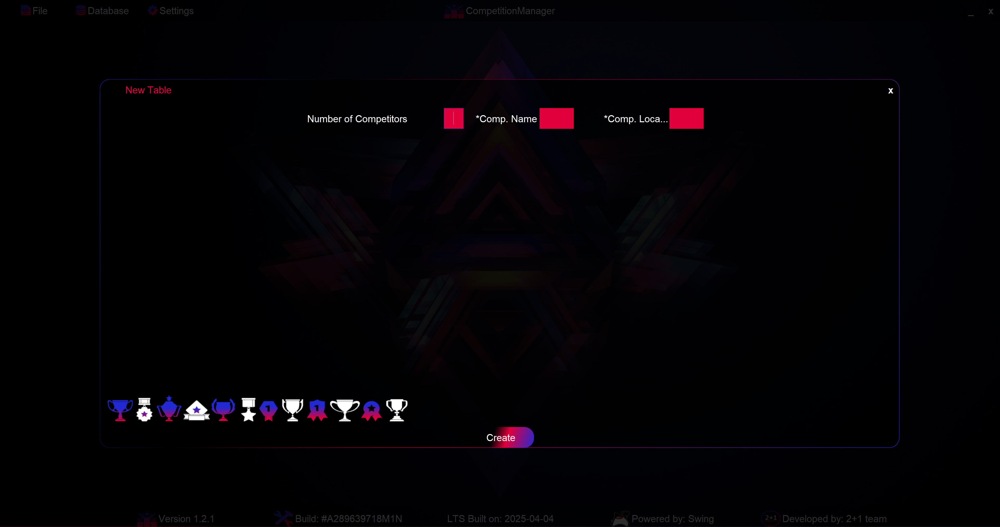 File Database Settings CompetitionManager _ x
New Table x
Number of Competitors *Comp. Name *Comp. Loca...
1 1
Create
Version 1.2.1 Build: #A289639718M1N LTS Built on: 2025-04-04 Powered by: Swing 2+1 Developed by: 2+1 team